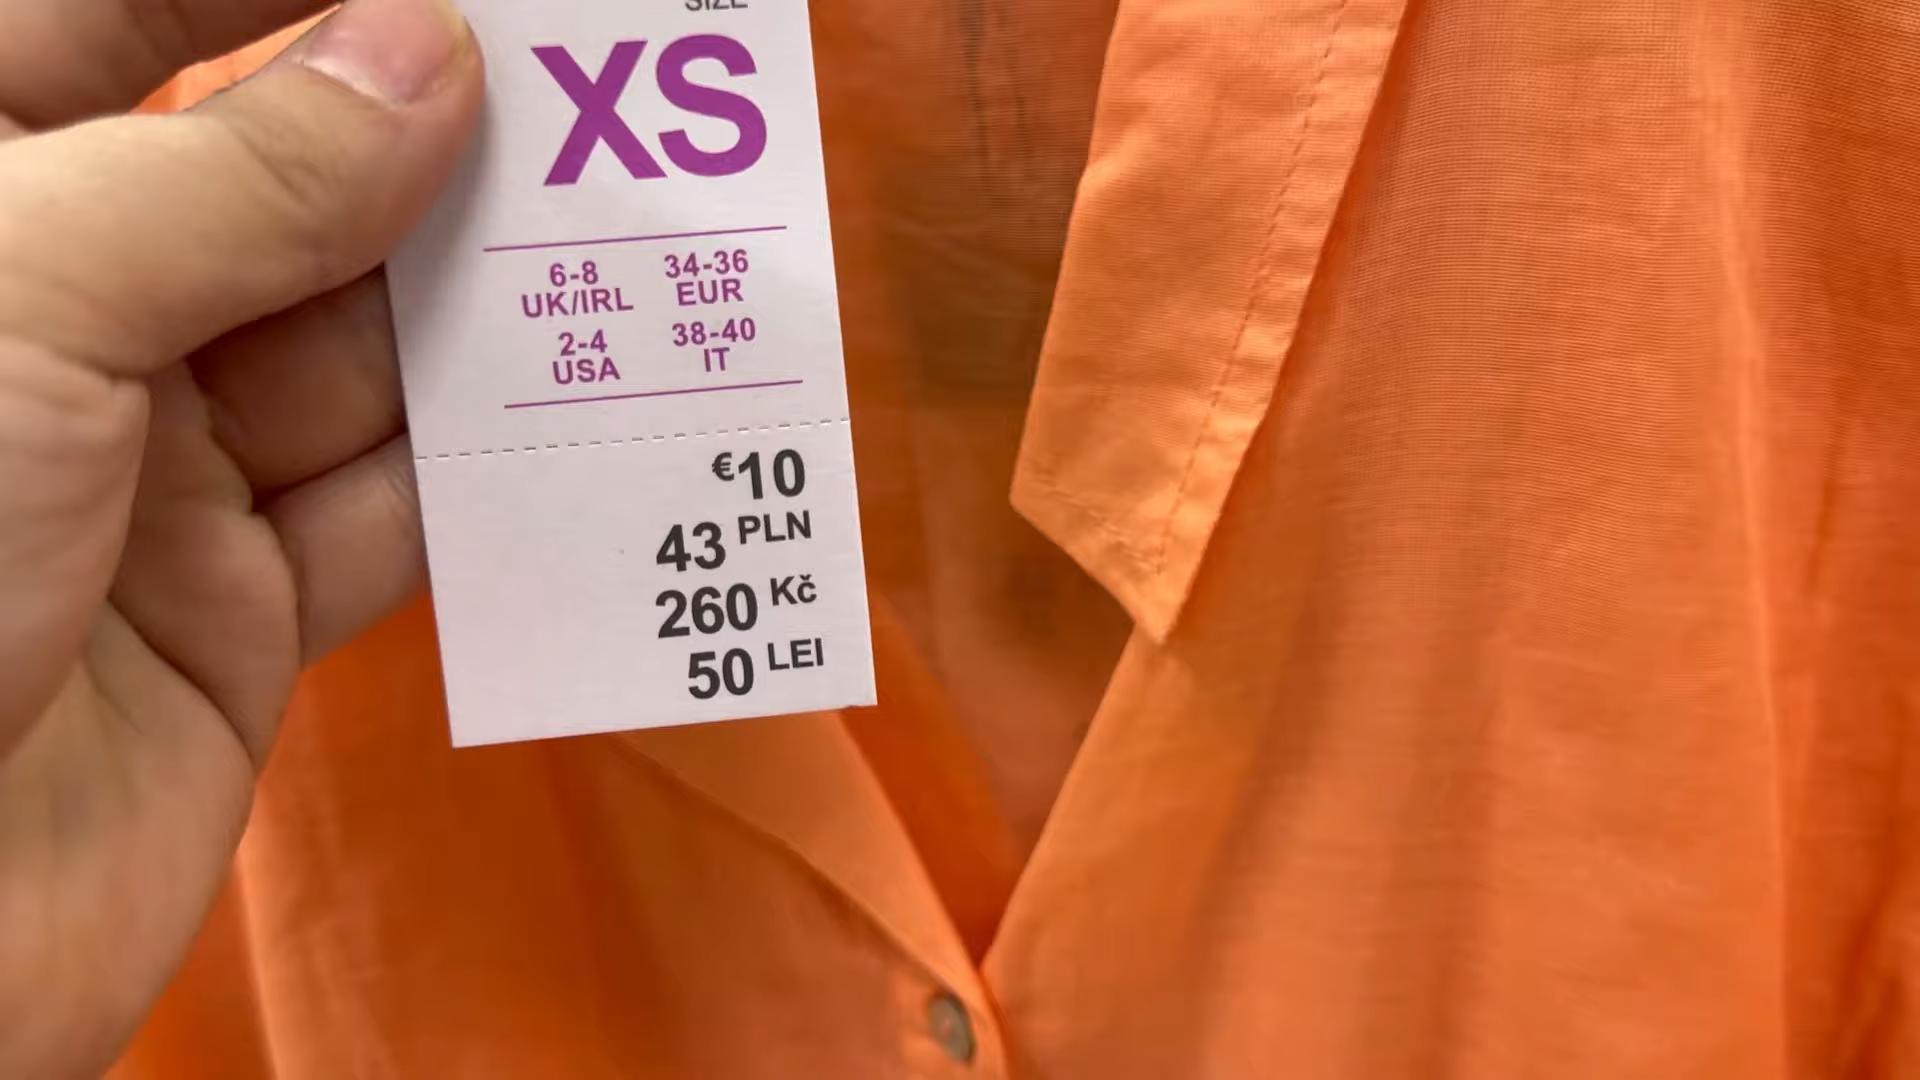 SIZE
XS
6-8 34-36
UK/IRL EUR
2-4 38-40
USA IT
€10
43 PLN
260 Kč
50 LEI